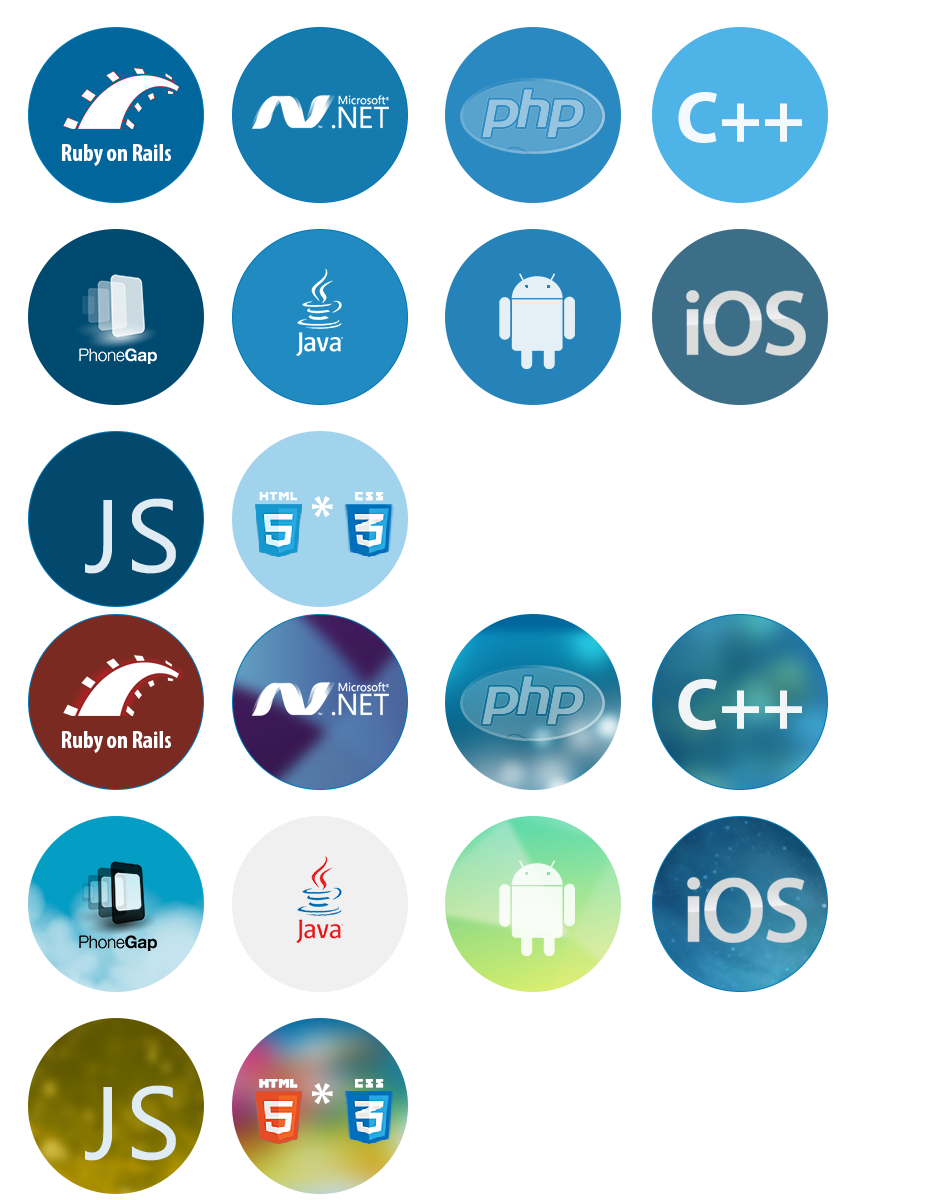 Ruby on Rails
Microsoft®
.NET
php
C++
PhoneGap
Java
iOS
JS
HTML
5
*
CSS
3
Ruby on Rails
Microsoft®
.NET
php
C++
PhoneGap
Java
iOS
JS
HTML
5
*
CSS
3